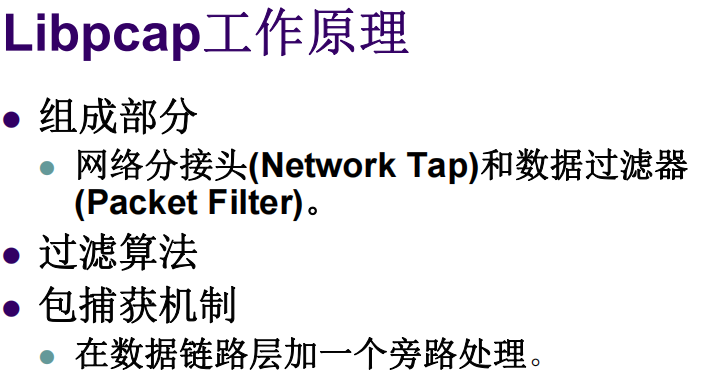 Libpcap工作原理
组成部分
网络分接头(Network Tap)和数据过滤器
(Packet Filter)。
过滤算法
包捕获机制
在数据链路层加一个旁路处理。